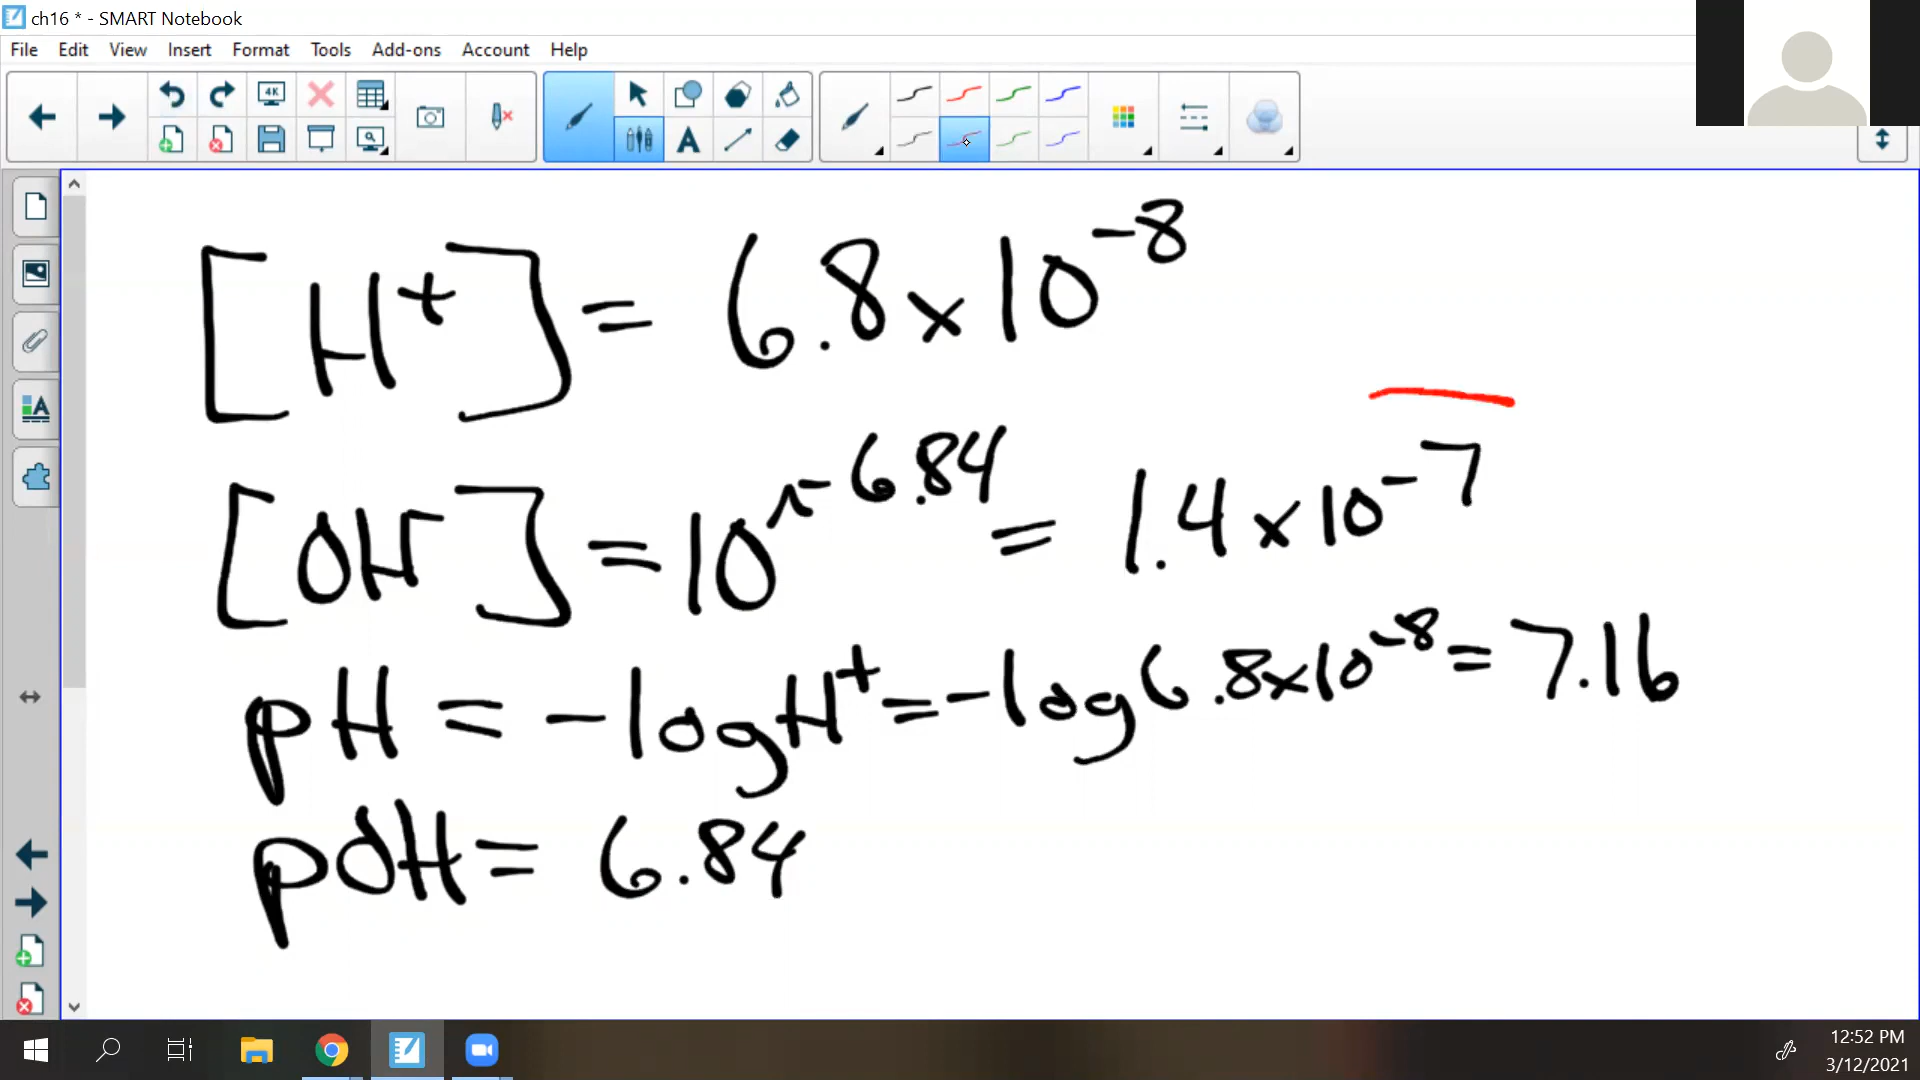 ch16 * - SMART Notebook
File Edit View Insert Format Tools Add-ons Account Help
4K
A
A
[H⁺] = 6.8 x 10⁻⁸
[OH⁻] = 10^-6.84 = 1.4 x 10⁻⁷
pH = -log H⁺ = -log 6.8 x 10⁻⁸ = 7.16
pOH = 6.84
12:52 PM
3/12/2021